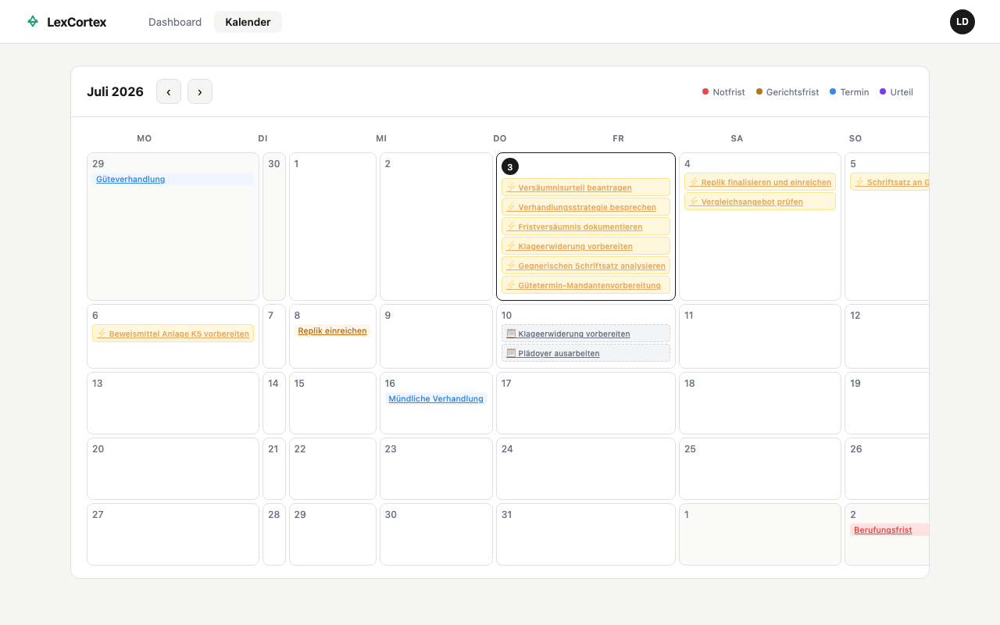 LexCortex
Dashboard
Kalender
LD
Juli 2026
‹
›
Notfrist
Gerichtsfrist
Termin
Urteil
MO DI MI DO FR SA SO
29
Güteverhandlung
30
1
2
3
⚡ Versäumnisurteil beantragen
⚡ Verhandlungsstrategie besprechen
⚡ Fristversäumnis dokumentieren
⚡ Klageerwiderung vorbereiten
⚡ Gegnerischen Schriftsatz analysieren
⚡ Gütetermin-Mandantenvorbereitung
4
⚡ Replik finalisieren und einreichen
⚡ Vergleichsangebot prüfen
5
⚡ Schriftsatz an
6
⚡ Beweismittel Anlage K5 vorbereiten
7
8
Replik einreichen
9
10
Klageerwiderung vorbereiten
Plädoyer ausarbeiten
11
12
13
14
15
16
Mündliche Verhandlung
17
18
19
20
21
22
23
24
25
26
27
28
29
30
31
1
2
Berufungsfrist